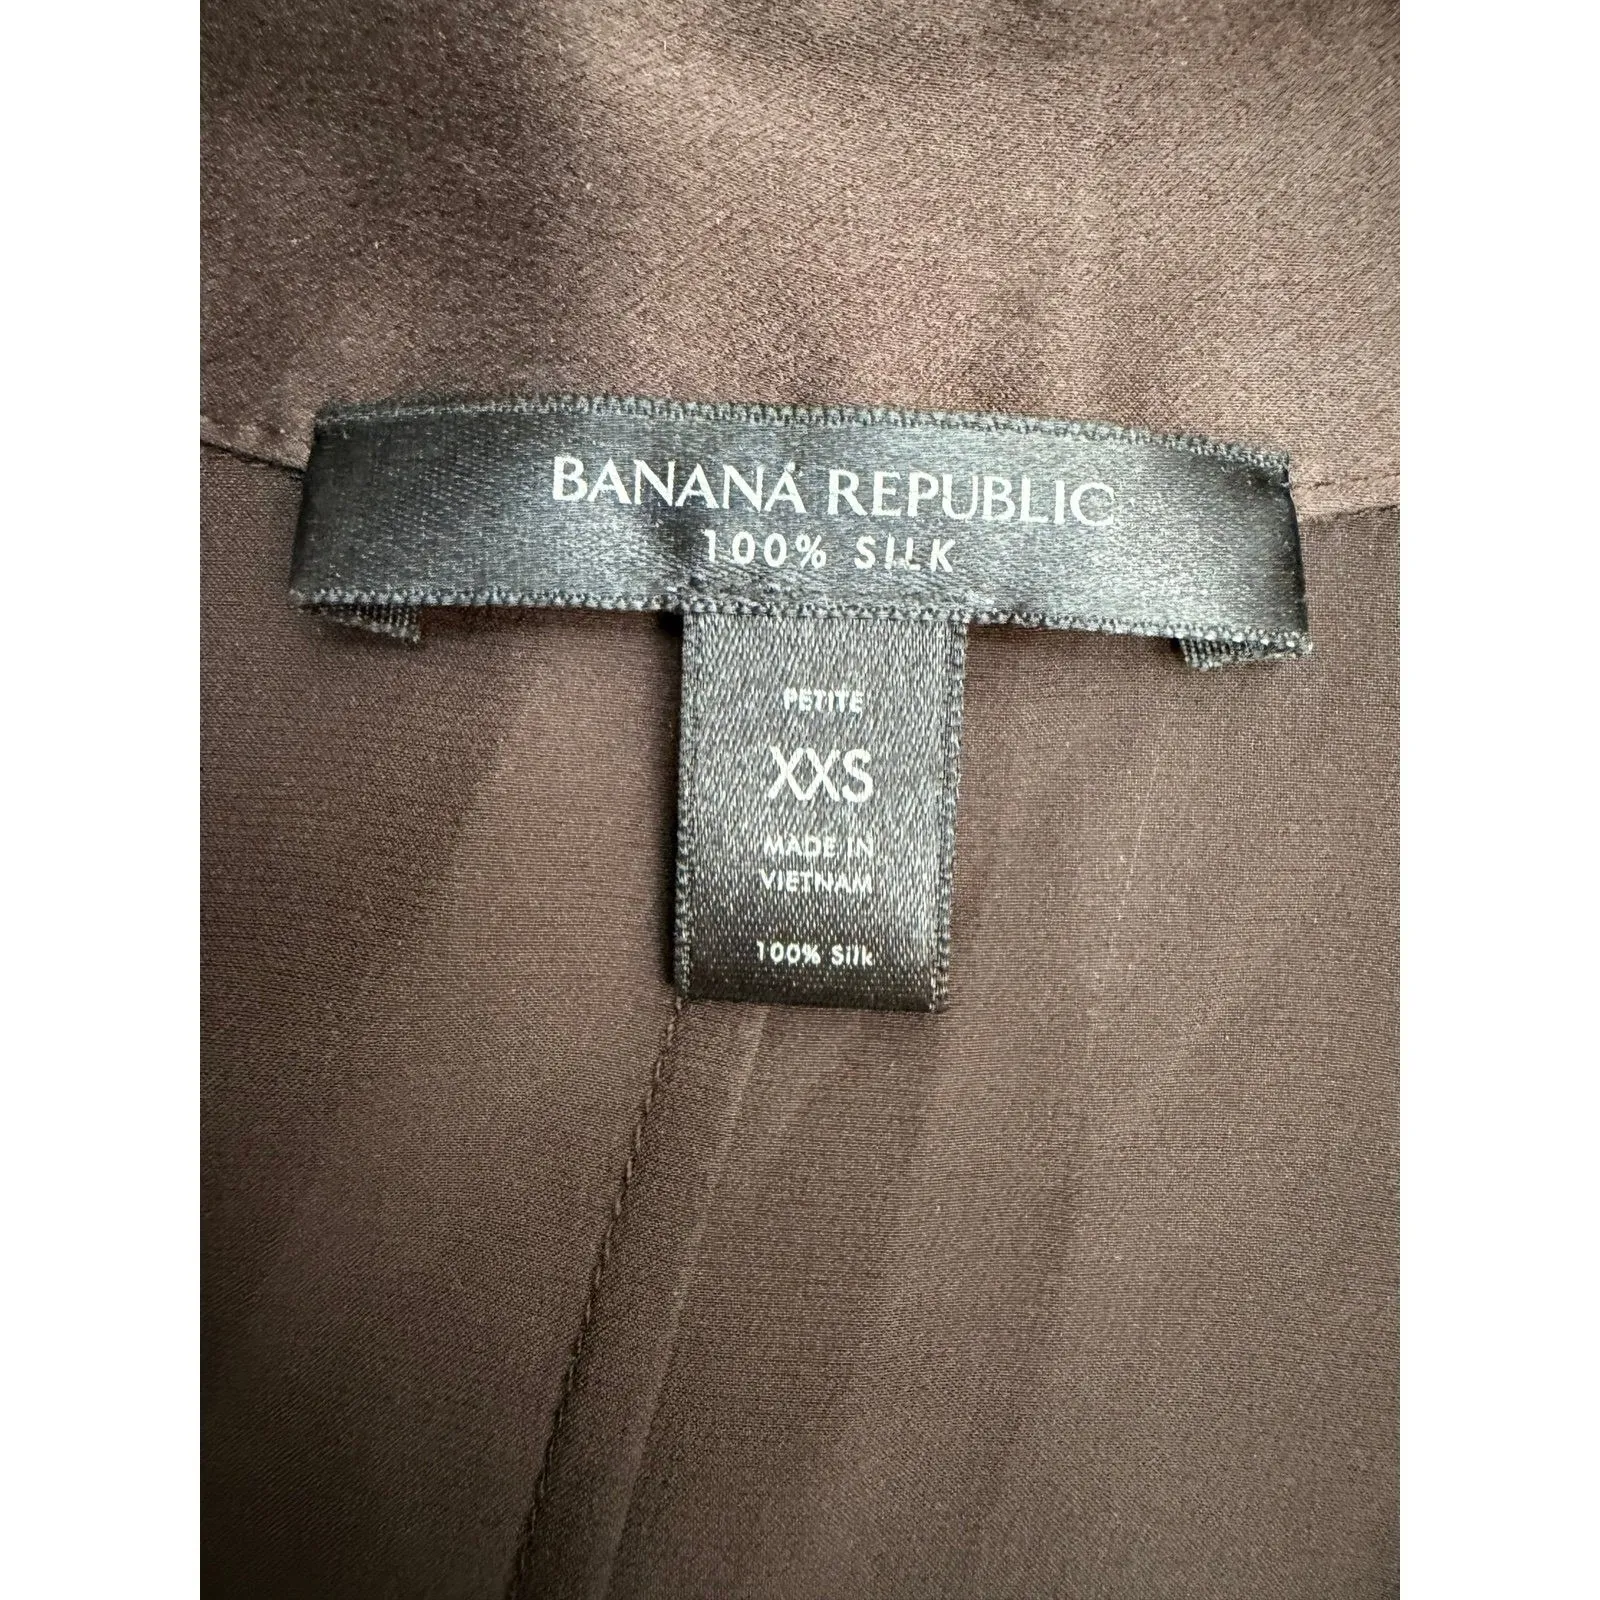 BANANA REPUBLIC
100% SILK
PETITE
XXS
MADE IN
VIETNAM
100% Silk